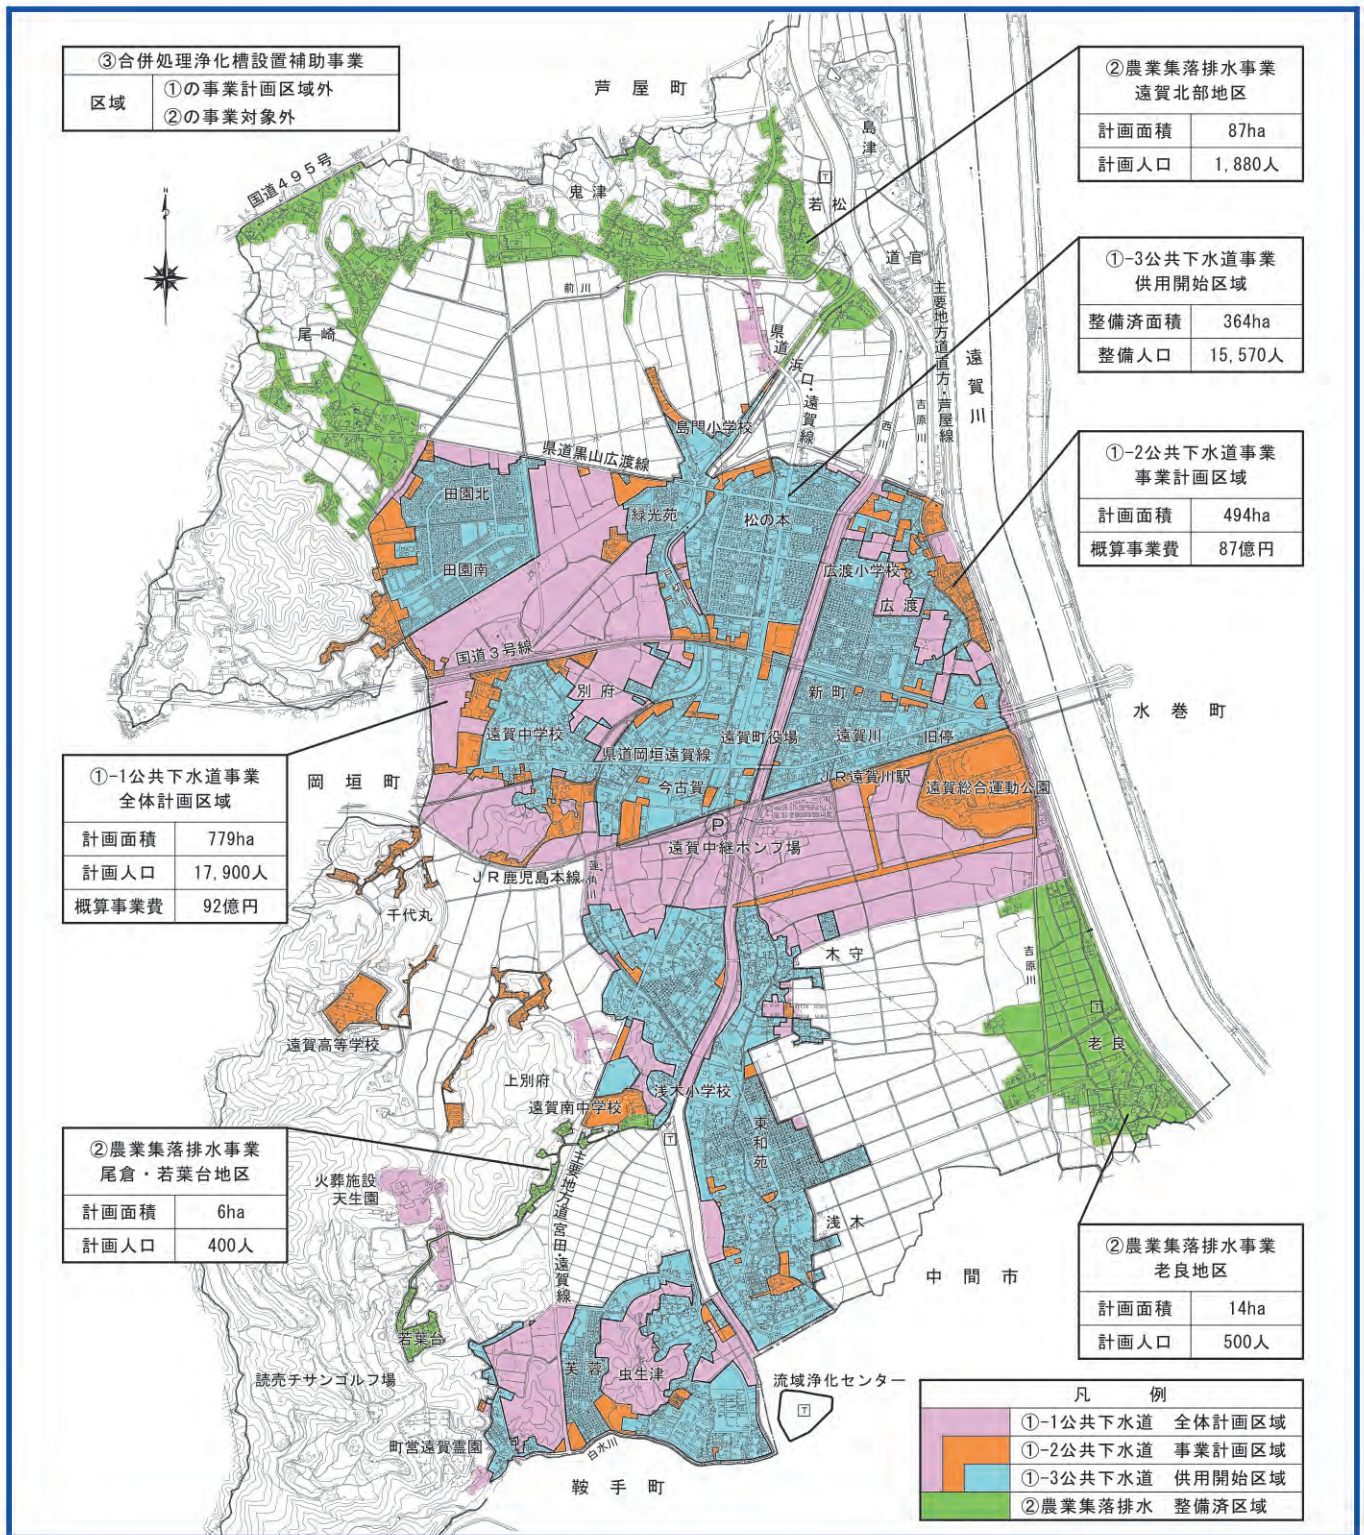 ③合併処理浄化槽設置補助事業
区域
①の事業計画区域外
②の事業対象外
芦屋町
②農業集落排水事業
遠賀北部地区
計画面積 87ha
計画人口 1,880人
国道495号
鬼津
島津
若松
道官
N
①-3公共下水道事業
供用開始区域
整備済面積 364ha
整備人口 15,570人
前川
尾崎
県道浜口・遠賀線
主要地方道直方・芦屋線
遠賀川
吉原川
西川
島門小学校
県道黒山広渡線
①-2公共下水道事業
事業計画区域
計画面積 494ha
概算事業費 87億円
田園北
緑光苑
松の本
田園南
広渡小学校
広渡
国道3号線
別府
新町
水巻町
遠賀中学校
県道岡垣遠賀線
遠賀町役場
遠賀川
旧停
①-1公共下水道事業
全体計画区域
計画面積 779ha
計画人口 17,900人
概算事業費 92億円
岡垣町
今古賀
JR遠賀川駅
遠賀総合運動公園
P
遠賀中継ポンプ場
JR鹿児島本線
千代丸
木守
吉原川
遠賀高等学校
老良
上別府
遠賀南中学校
浅木小学校
東和苑
②農業集落排水事業
尾倉・若葉台地区
計画面積 6ha
計画人口 400人
火葬施設
天生園
主要地方道宮田・遠賀線
浅木
中間市
②農業集落排水事業
老良地区
計画面積 14ha
計画人口 500人
若葉台
芙蓉
虫生津
読売チサンゴルフ場
流域浄化センター
T
町営遠賀霊園
白水川
鞍手町
凡例
①-1公共下水道 全体計画区域
①-2公共下水道 事業計画区域
①-3公共下水道 供用開始区域
②農業集落排水 整備済区域